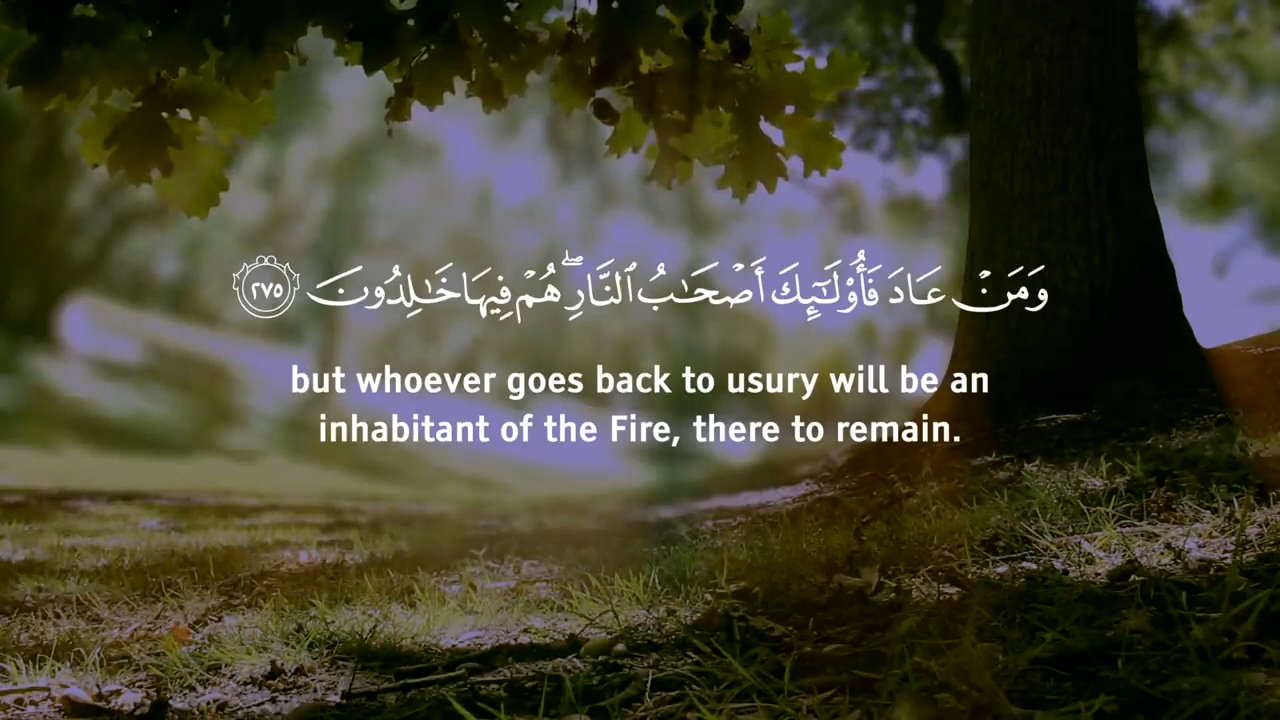 وَمَنْ عَادَ فَأُو۟لَـٰٓئِكَ أَصْحَـٰبُ ٱلنَّارِ ۖ هُمْ فِيهَا خَـٰلِدُونَ ٢٧٥
but whoever goes back to usury will be an
inhabitant of the Fire, there to remain.